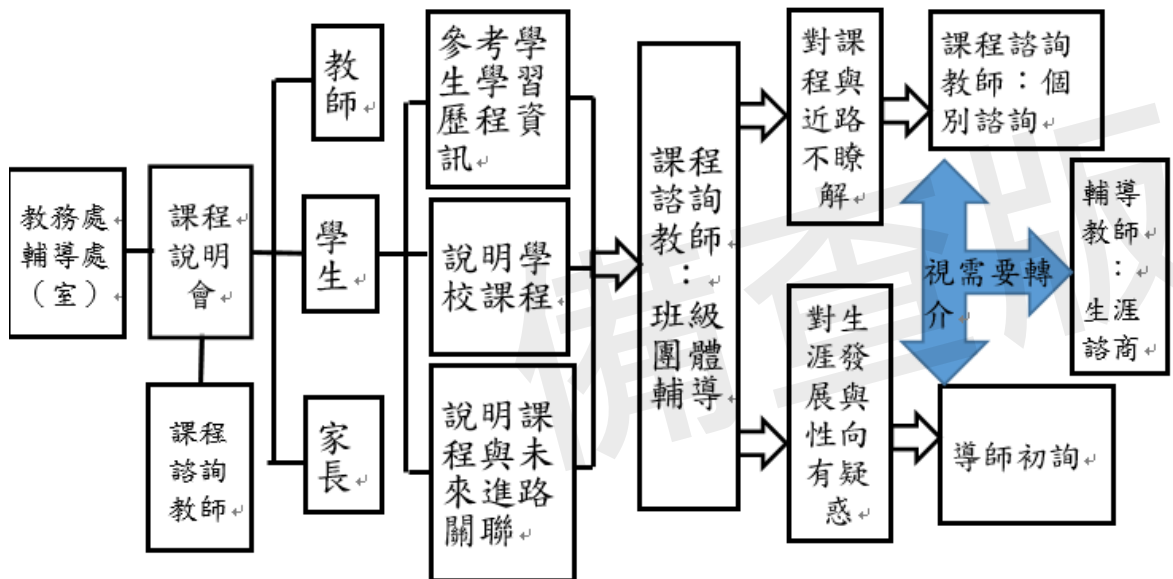 教務處
輔導處
（室）
課程
說明
會
課程
諮詢
教師
教
師
學
生
家
長
參考學
生學習
歷程資
訊
說明學
校課程
說明課
程與未
來進路
關聯
課程
諮詢
教師
：
班級
團體
輔導
對課
程與
近路
不瞭
解
對生
涯發
展與
性向
有疑
惑
課程諮詢
教師：個
別諮詢
視需要轉
介
導師初詢
輔導
教師
：
生涯
諮商
備查版